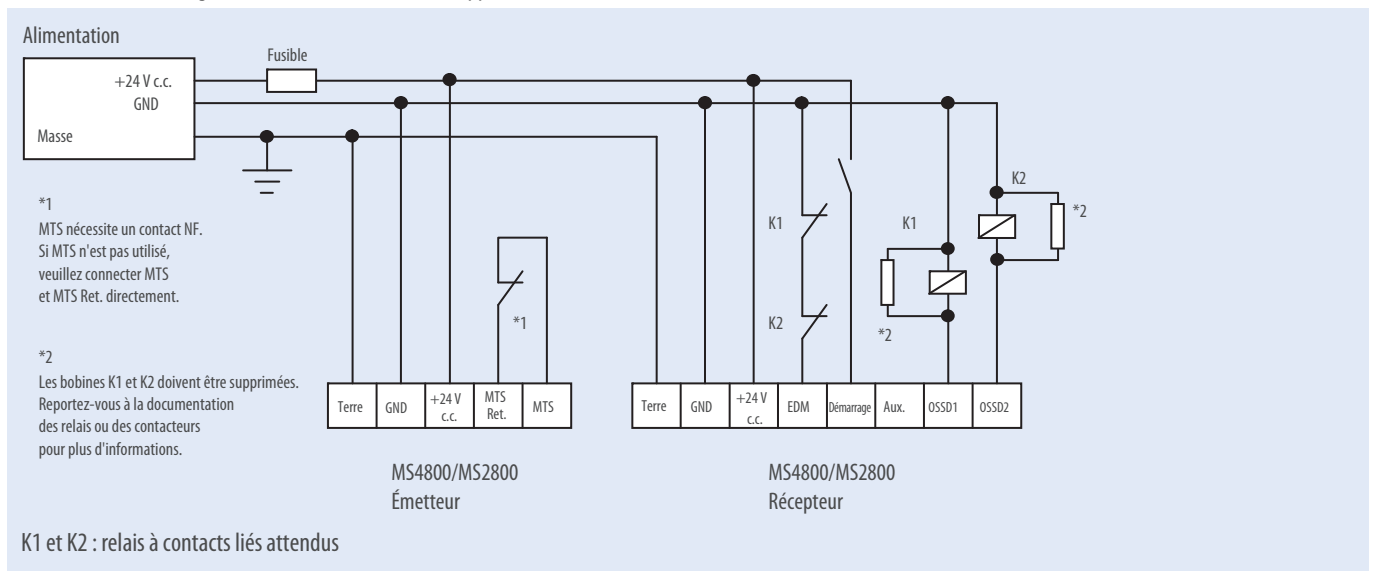 Alimentation
Fusible
+24 V c.c.
GND
Masse
*1
MTS nécessite un contact NF.
Si MTS n'est pas utilisé,
veuillez connecter MTS
et MTS Ret. directement.
*2
Les bobines K1 et K2 doivent être supprimées.
Reportez-vous à la documentation
des relais ou des contacteurs
pour plus d'informations.
*1
K1
K2
K1
*2
K2
*2
Terre
GND
+24 V
c.c.
MTS
Ret.
MTS
Terre
GND
+24 V
c.c.
EDM
Démarrage
Aux.
OSSD1
OSSD2
MS4800/MS2800
Émetteur
MS4800/MS2800
Récepteur
K1 et K2 : relais à contacts liés attendus